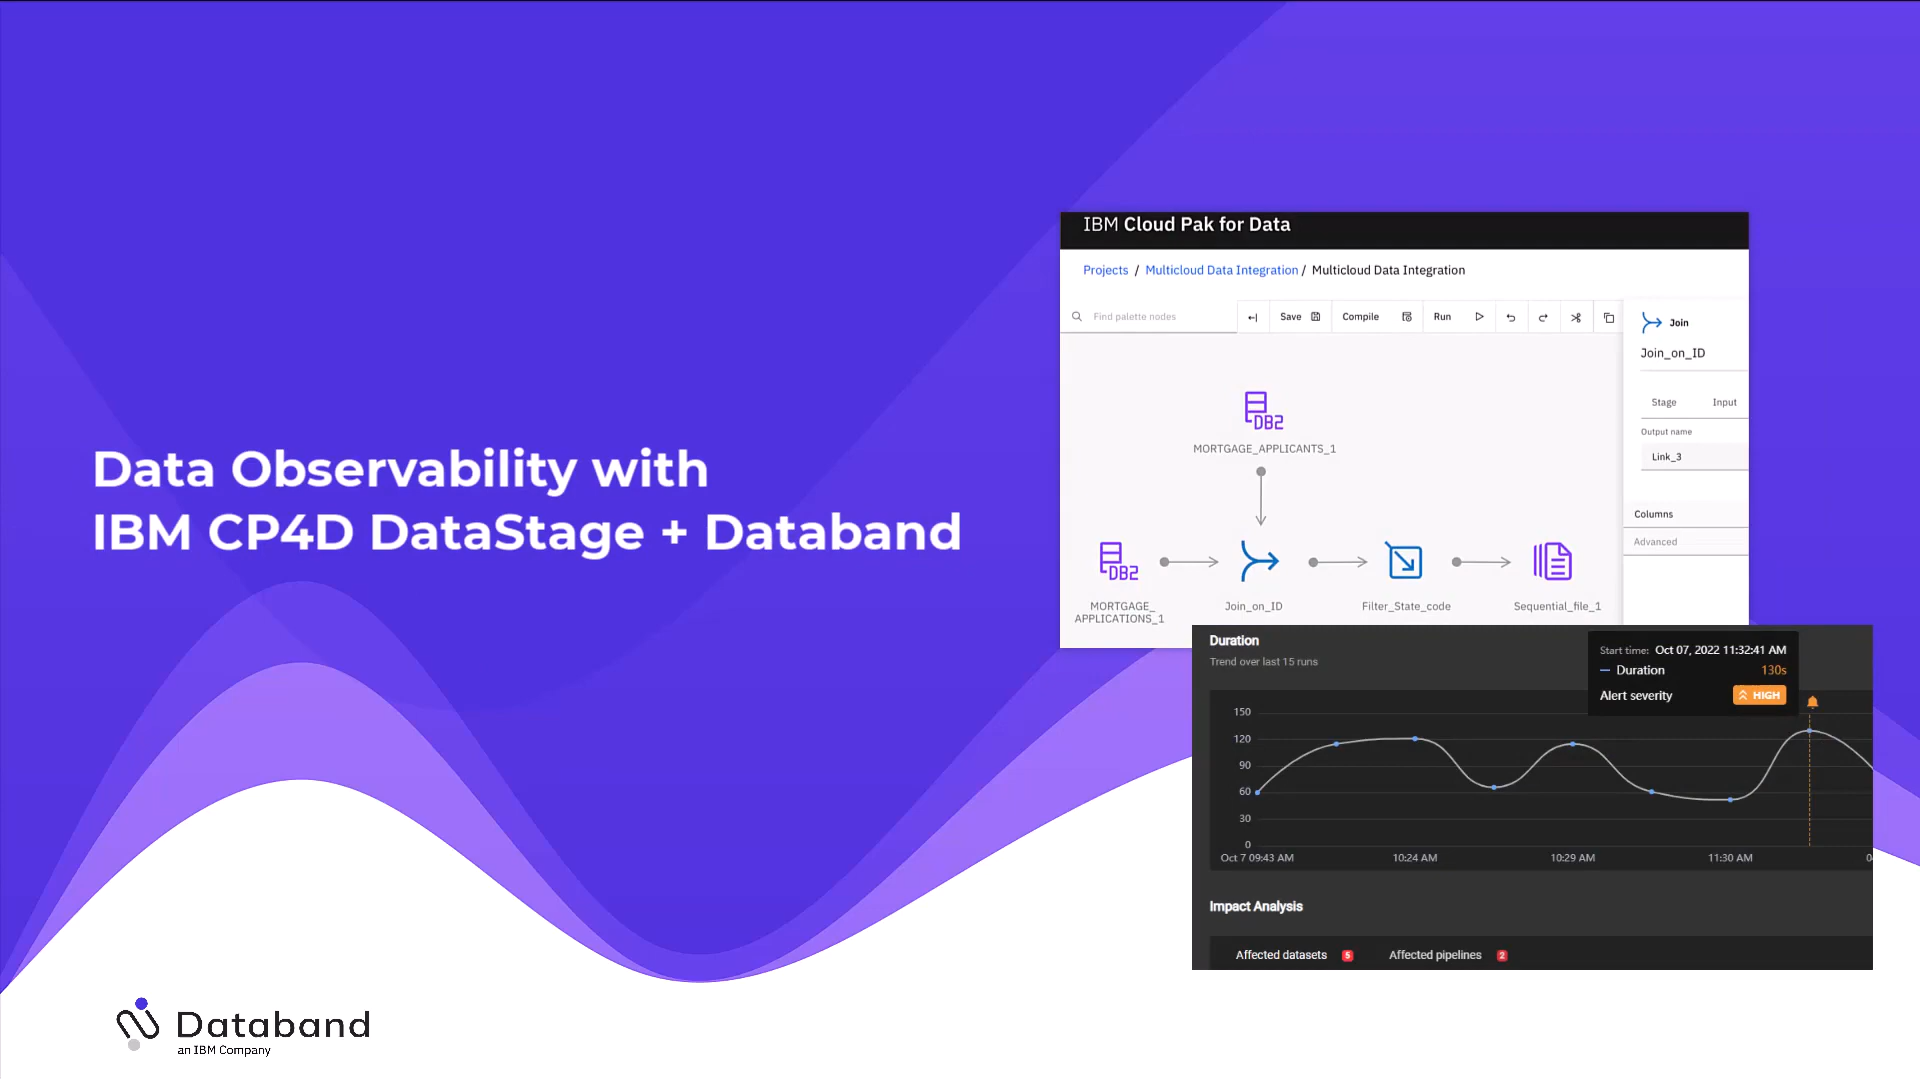 Data Observability with
IBM CP4D DataStage + Databand
IBM Cloud Pak for Data
Projects / Multicloud Data Integration / Multicloud Data Integration
Find palette nodes
Save
Compile
Run
Join
Join_on_ID
Stage Input
Output name
Link_3
Columns
Advanced
DB2
MORTGAGE_APPLICANTS_1
DB2
MORTGAGE_
APPLICATIONS_1
Join_on_ID
Filter_State_code
Sequential_file_1
Duration
Trend over last 15 runs
Start time: Oct 07, 2022 11:32:41 AM
Duration 130s
Alert severity HIGH
150
120
90
60
30
0
Oct 7 09:43 AM 10:24 AM 10:29 AM 11:30 AM
Impact Analysis
Affected datasets 5 Affected pipelines 2
Databand
an IBM Company